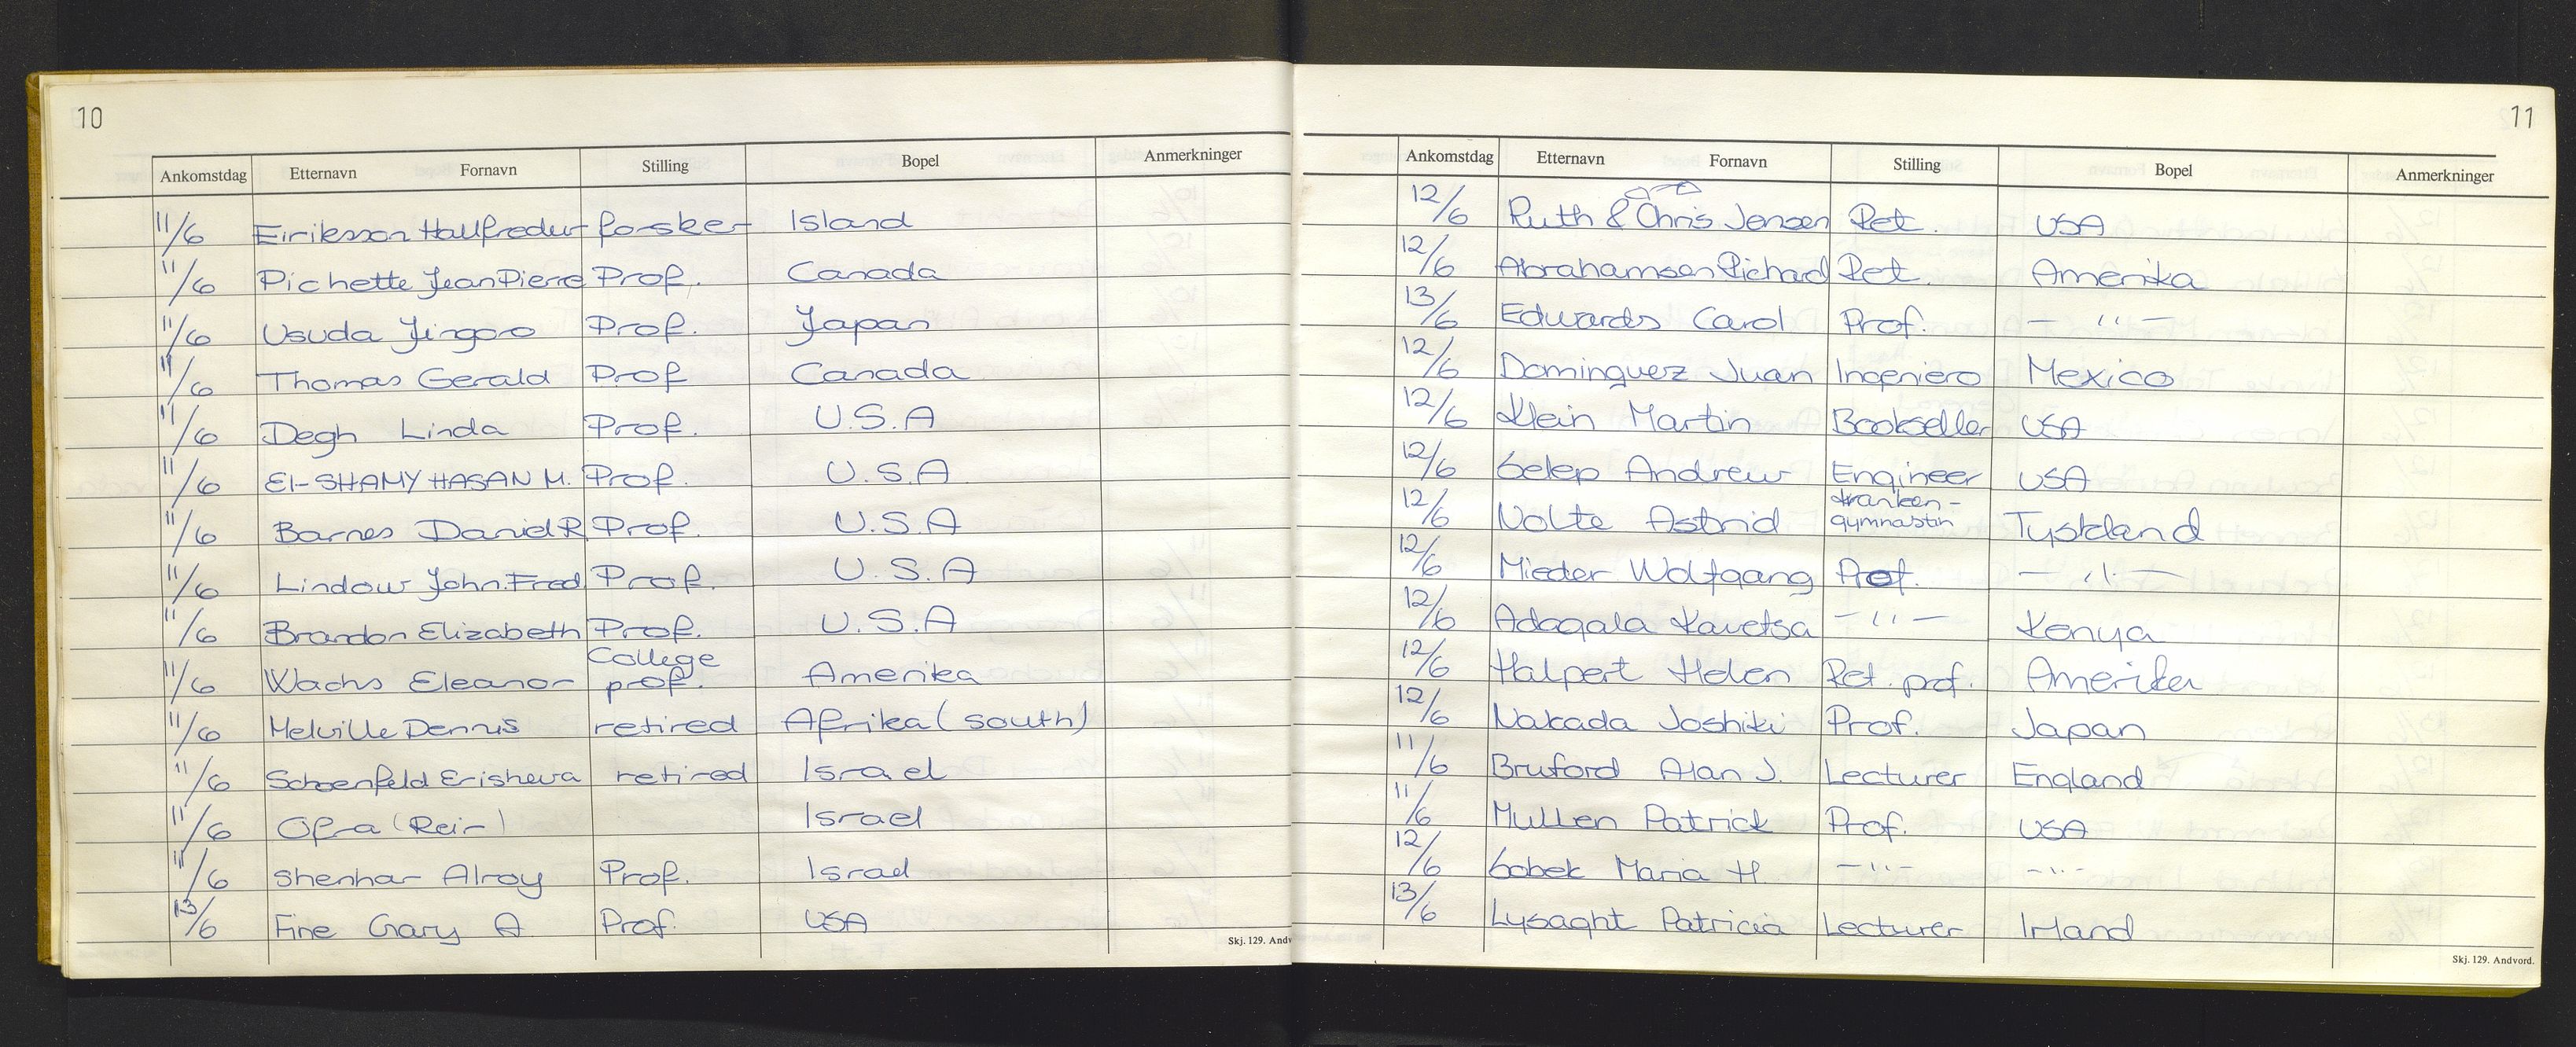 10
Ankomstdag Etternavn Fornavn Stilling Bopel Anmerkninger
11/6 Eiriksson Hallfredur forsker Island
11/6 Pichette Jean Pierre Prof. Canada
11/6 Usuda Jingoro Prof. Japan
11/6 Thomas Gerald Prof Canada
11/6 Degh Linda Prof. U.S.A
11/6 El-SHAMY HASAN M. Prof. U.S.A
11/6 Barnes Daniel R Prof. U.S.A
11/6 Lindow John.Fred Prof. U.S.A
11/6 Brandon Elizabeth Prof. U.S.A
11/6 Wachs Eleanor College prof. Amerika
11/6 Melville Dennis retired Afrika (south)
11/6 Schoenfeld Erisheva retired Israel
11/6 Ofra (Reir) Israel
11/6 Shenhar Alroy Prof. Israel
13/6 Fine Gary A Prof. USA
Skj. 129. Andv
11
Ankomstdag Etternavn Fornavn Stilling Bopel Anmerkninger
12/6 Ruth & Chris Jensen Ret. USA
12/6 Abrahamsen Richard Ret. Amerika
13/6 Edwards Carol Prof. — " —
12/6 Dominguez Juan Ingeniero Mexico
12/6 Klein Martin Bookseller USA
12/6 Gelep Andrew Engineer USA
12/6 Nolte Astrid kranken-gymnastin Tyskland
12/6 Mieder Wolfgang Prof. — " —
12/6 Adagala Kavetsa — " — Kenya
12/6 Halpert Helen Ret. prof. Amerika
12/6 Nakada Joshiki Prof. Japan
11/6 Bruford Alan J. Lecturer England
11/6 Mullen Patrick Prof. USA
12/6 Bobek Maria H. — " — — " —
13/6 Lysaght Patricia Lecturer Irland
Skj. 129. Andvord.